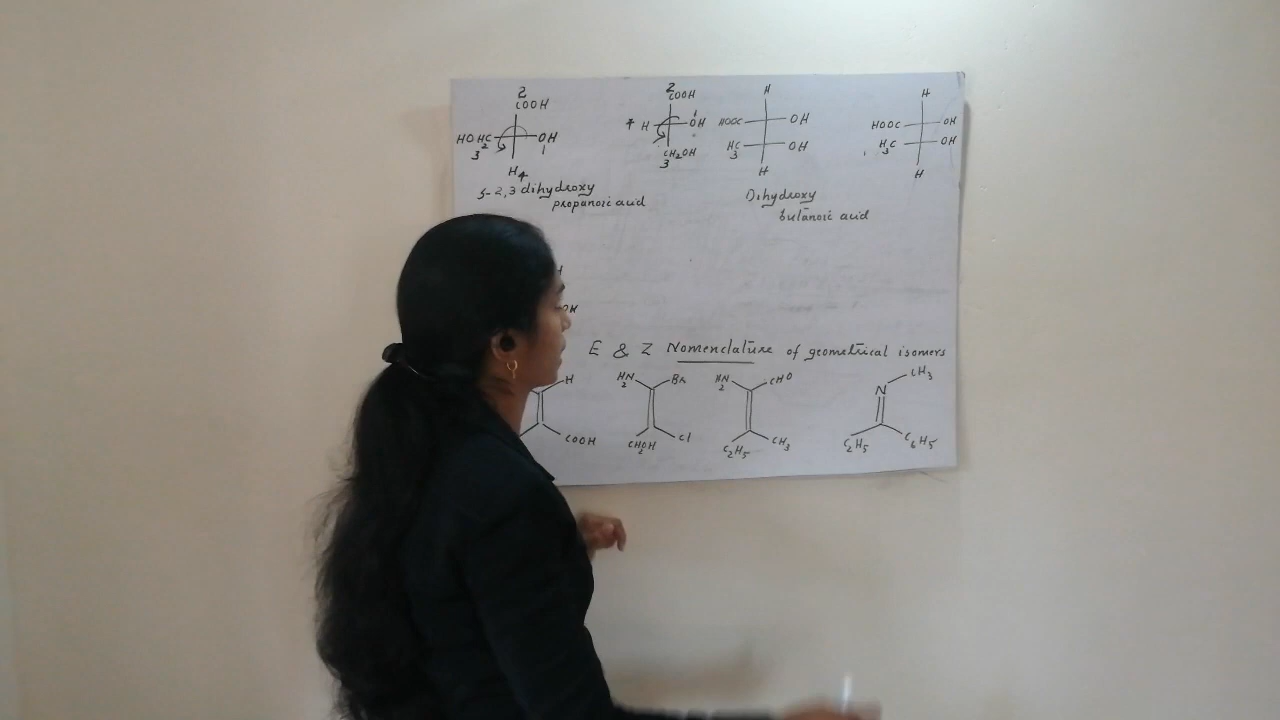 2
COOH
HOH2C OH
3 1
H4
S-2,3 dihydroxy
propanoic acid
2
COOH
4 H OH 1
CH2OH
3
H
HOOC OH
H3C OH
H
Dihydroxy
butanoic acid
H
HOOC OH
H3C OH
H
H
OH
E & Z Nomenclature of geometrical isomers
H
COOH
H2N Br
CH2OH Cl
H2N CHO
C2H5 CH3
CH3
N
C2H5 C6H5